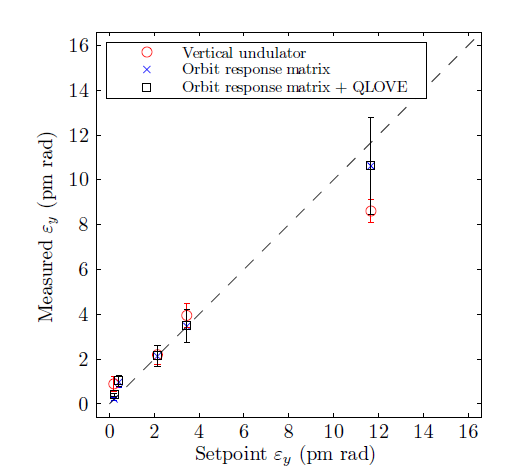 Vertical undulator
Orbit response matrix
Orbit response matrix + QLOVE
16
14
12
10
8
6
4
2
0
Measured εy (pm rad)
0 2 4 6 8 10 12 14 16
Setpoint εy (pm rad)